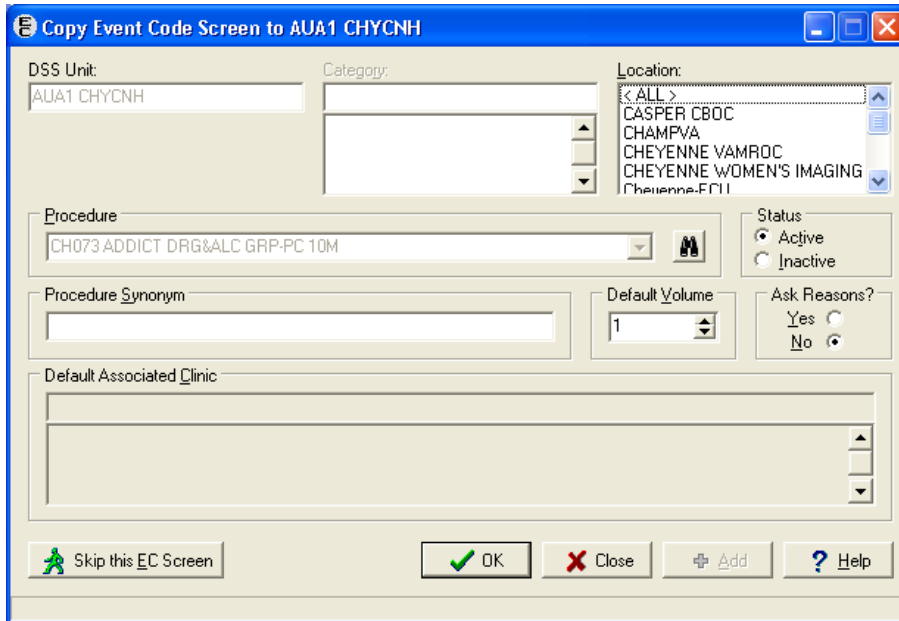 Copy Event Code Screen to AUA1 CHYCNH
DSS Unit:
AUA1 CHYCNH
Category:
Location:
< ALL >
CASPER CBOC
CHAMPVA
CHEYENNE VAMROC
CHEYENNE WOMEN'S IMAGING
Cheyenne-ECU
Procedure
CH073 ADDICT DRG&ALC GRP-PC 10M
Status
Active
Inactive
Procedure Synonym
Default Volume
1
Ask Reasons?
Yes
No
Default Associated Clinic
Skip this EC Screen
OK
Close
Add
? Help